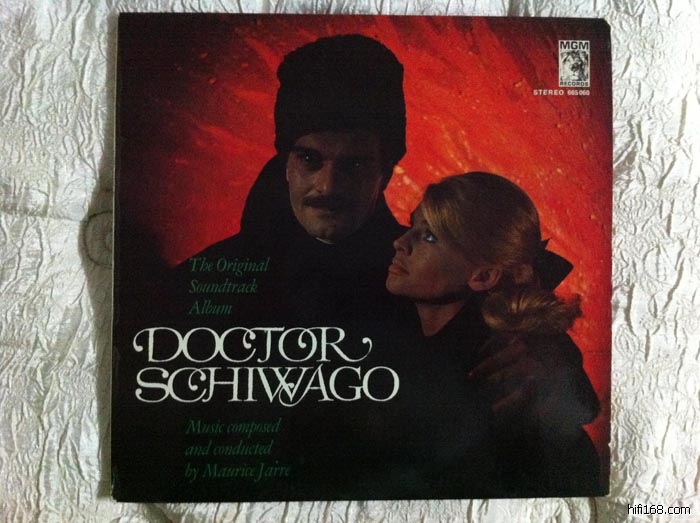 MGM
RECORDS
STEREO 665 060
The Original
Soundtrack
Album
DOCTOR
SCHIWAGO
Music composed
and conducted
by Maurice Jarre
hifi168.com